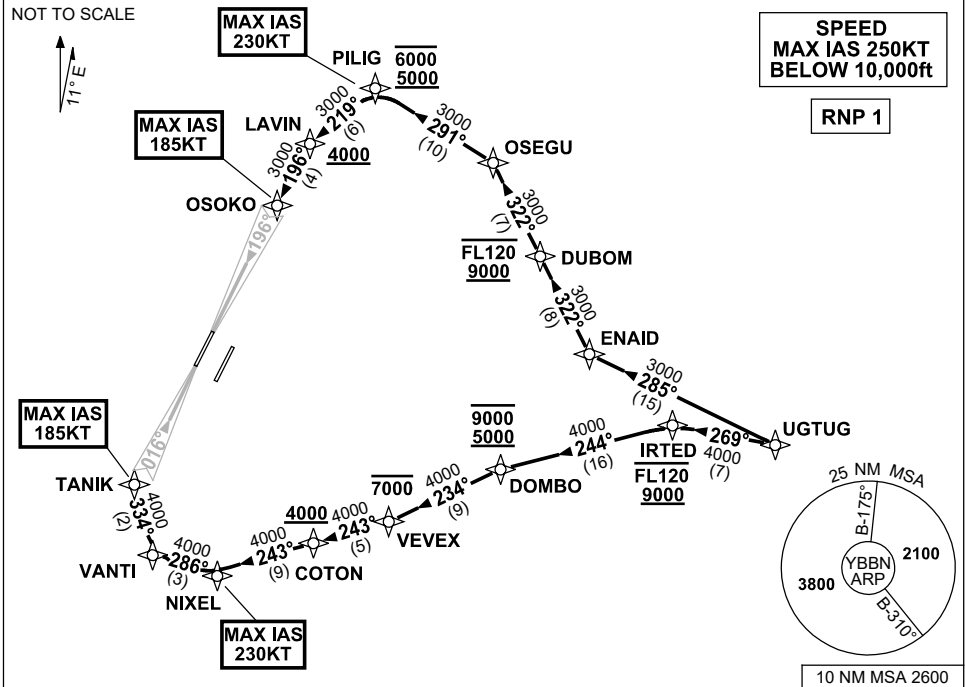 NOT TO SCALE
11° E
MAX IAS
230KT
PILIG
6000
5000
SPEED
MAX IAS 250KT
BELOW 10,000ft
RNP 1
3000
219°
(6)
3000
291°
(10)
LAVIN
4000
MAX IAS
185KT
3000
196°
(4)
OSOKO
OSEGU
3000
322°
(7)
196°
FL120
9000
DUBOM
3000
322°
(8)
ENAID
3000
285°
(15)
UGTUG
MAX IAS
185KT
016°
TANIK
9000
5000
4000
244°
(16)
IRTED
FL120
9000
269°
4000
(7)
DOMBO
4000
334°
(2)
VANTI
4000
286°
(3)
NIXEL
4000
243°
(9)
4000
COTON
4000
243°
(5)
7000
VEVEX
4000
234°
(9)
MAX IAS
230KT
25 NM MSA
B-175°
YBBN
ARP
2100
3800
B-310°
10 NM MSA 2600